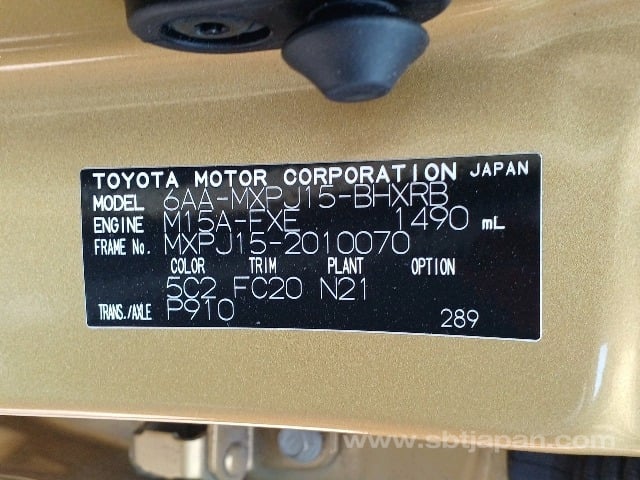 TOYOTA MOTOR CORPORATION JAPAN
MODEL 6AA-MXPJ15-BHXRB
ENGINE M15A-FXE 1490 mL
FRAME No. MXPJ15-2010070
COLOR TRIM PLANT OPTION
5C2 FC20 N21
TRANS./AXLE P910 289
www.sbtjapan.com